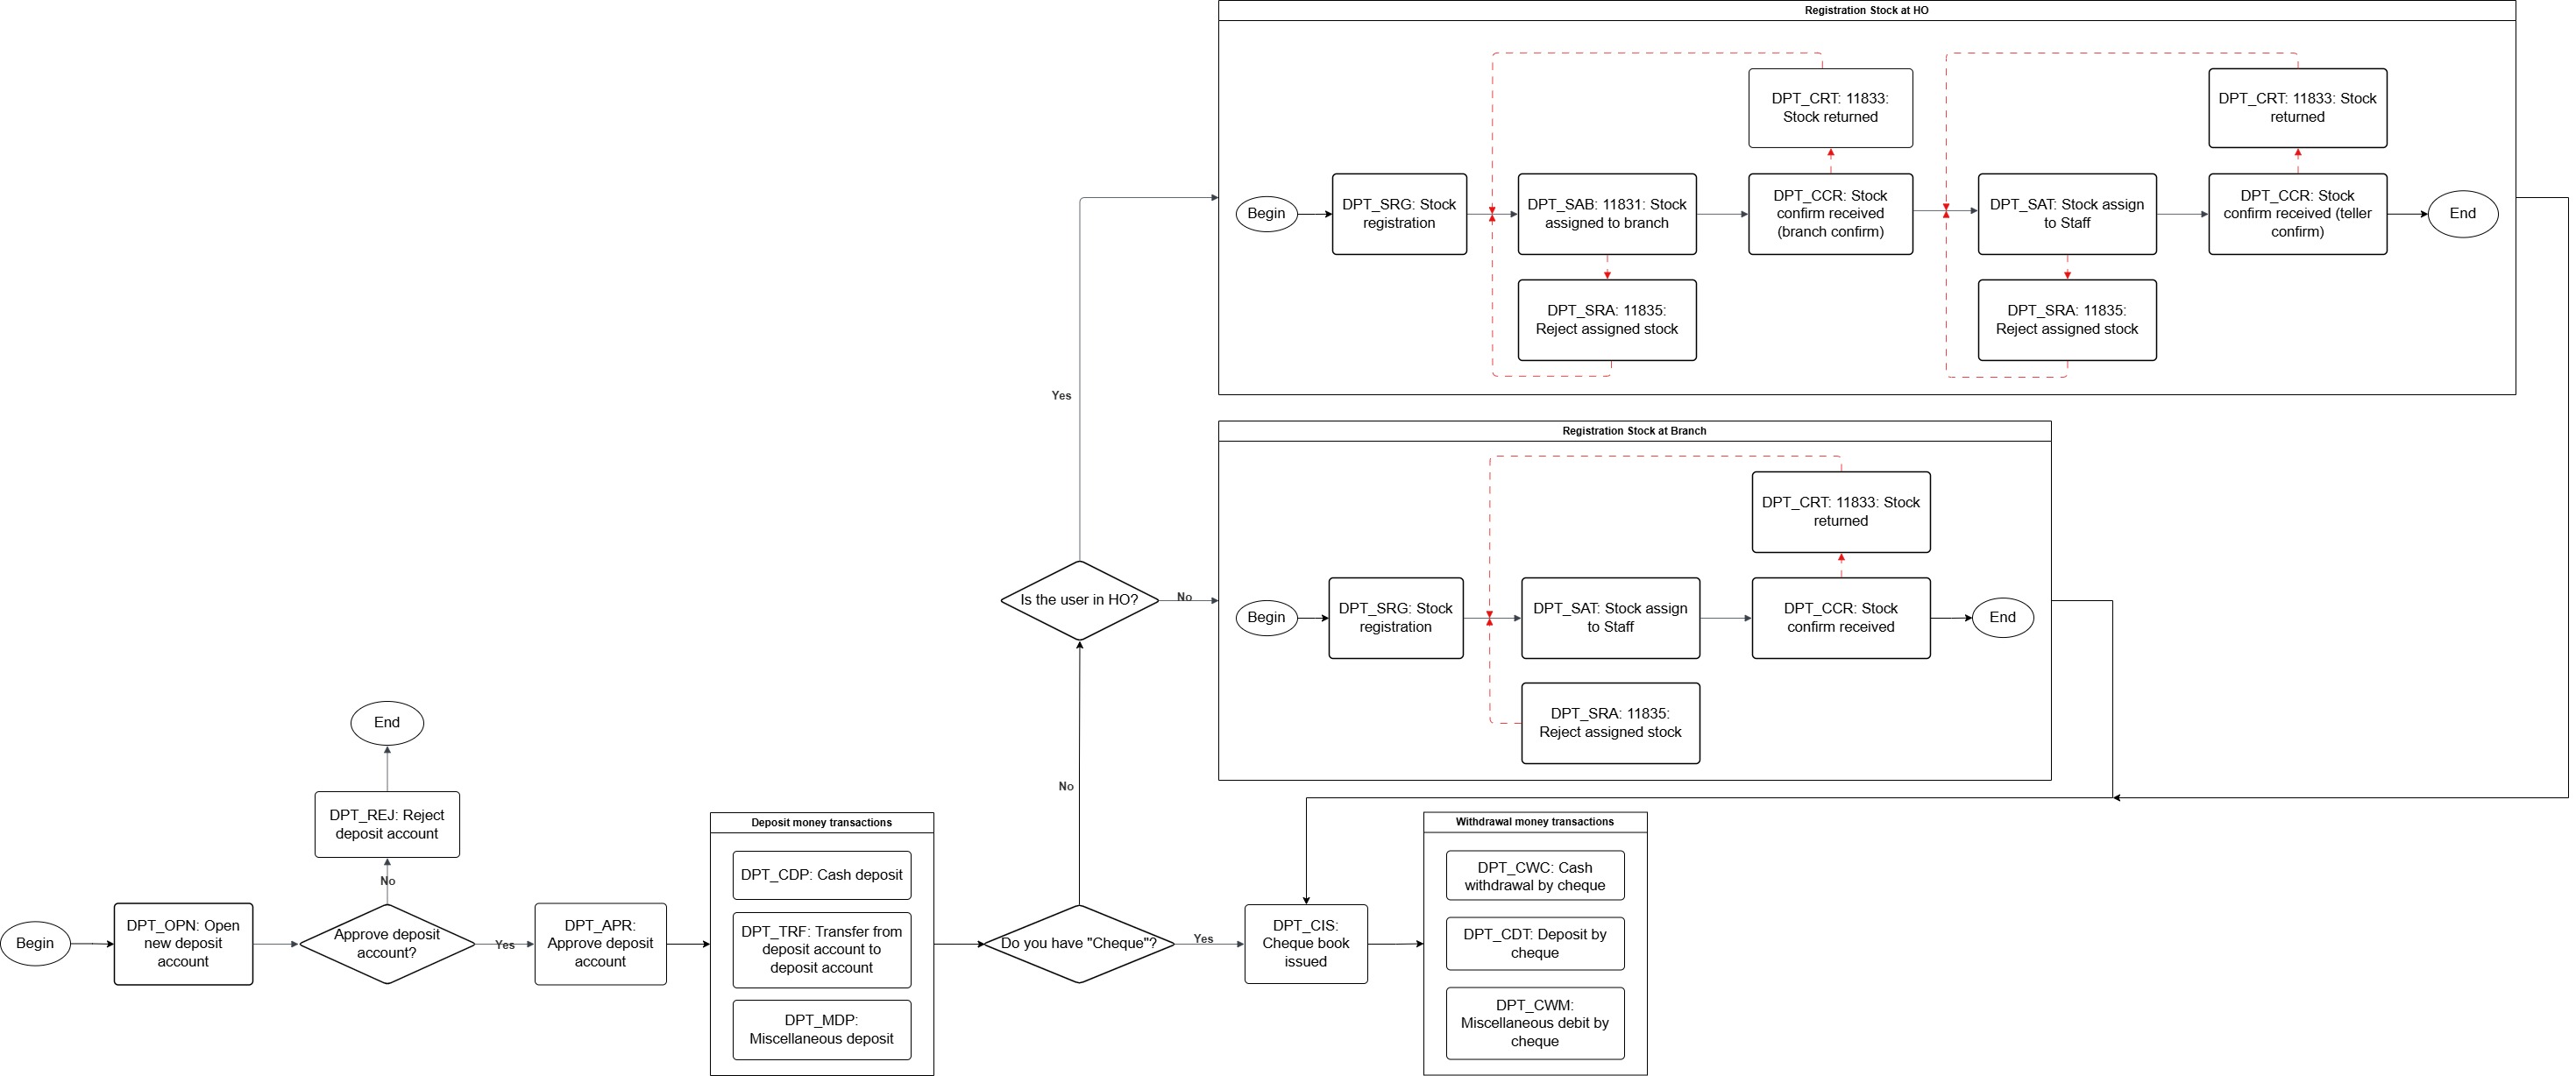 Registration Stock at HO
DPT_CRT: 11833:
Stock returned
DPT_CRT: 11833: Stock
returned
Begin
DPT_SRG: Stock
registration
DPT_SAB: 11831: Stock
assigned to branch
DPT_CCR: Stock
confirm received
(branch confirm)
DPT_SAT: Stock assign
to Staff
DPT_CCR: Stock
confirm received (teller
confirm)
End
DPT_SRA: 11835:
Reject assigned stock
DPT_SRA: 11835:
Reject assigned stock
Yes
Registration Stock at Branch
DPT_CRT: 11833: Stock
returned
Is the user in HO?
No
Begin
DPT_SRG: Stock
registration
DPT_SAT: Stock assign
to Staff
DPT_CCR: Stock
confirm received
End
DPT_SRA: 11835:
Reject assigned stock
No
End
DPT_REJ: Reject
deposit account
No
Begin
DPT_OPN: Open
new deposit
account
Approve deposit
account?
Yes
DPT_APR:
Approve deposit
account
Deposit money transactions
DPT_CDP: Cash deposit
DPT_TRF: Transfer from
deposit account to
deposit account
DPT_MDP:
Miscellaneous deposit
Do you have "Cheque"?
Yes
DPT_CIS:
Cheque book
issued
Withdrawal money transactions
DPT_CWC: Cash
withdrawal by cheque
DPT_CDT: Deposit by
cheque
DPT_CWM:
Miscellaneous debit by
cheque